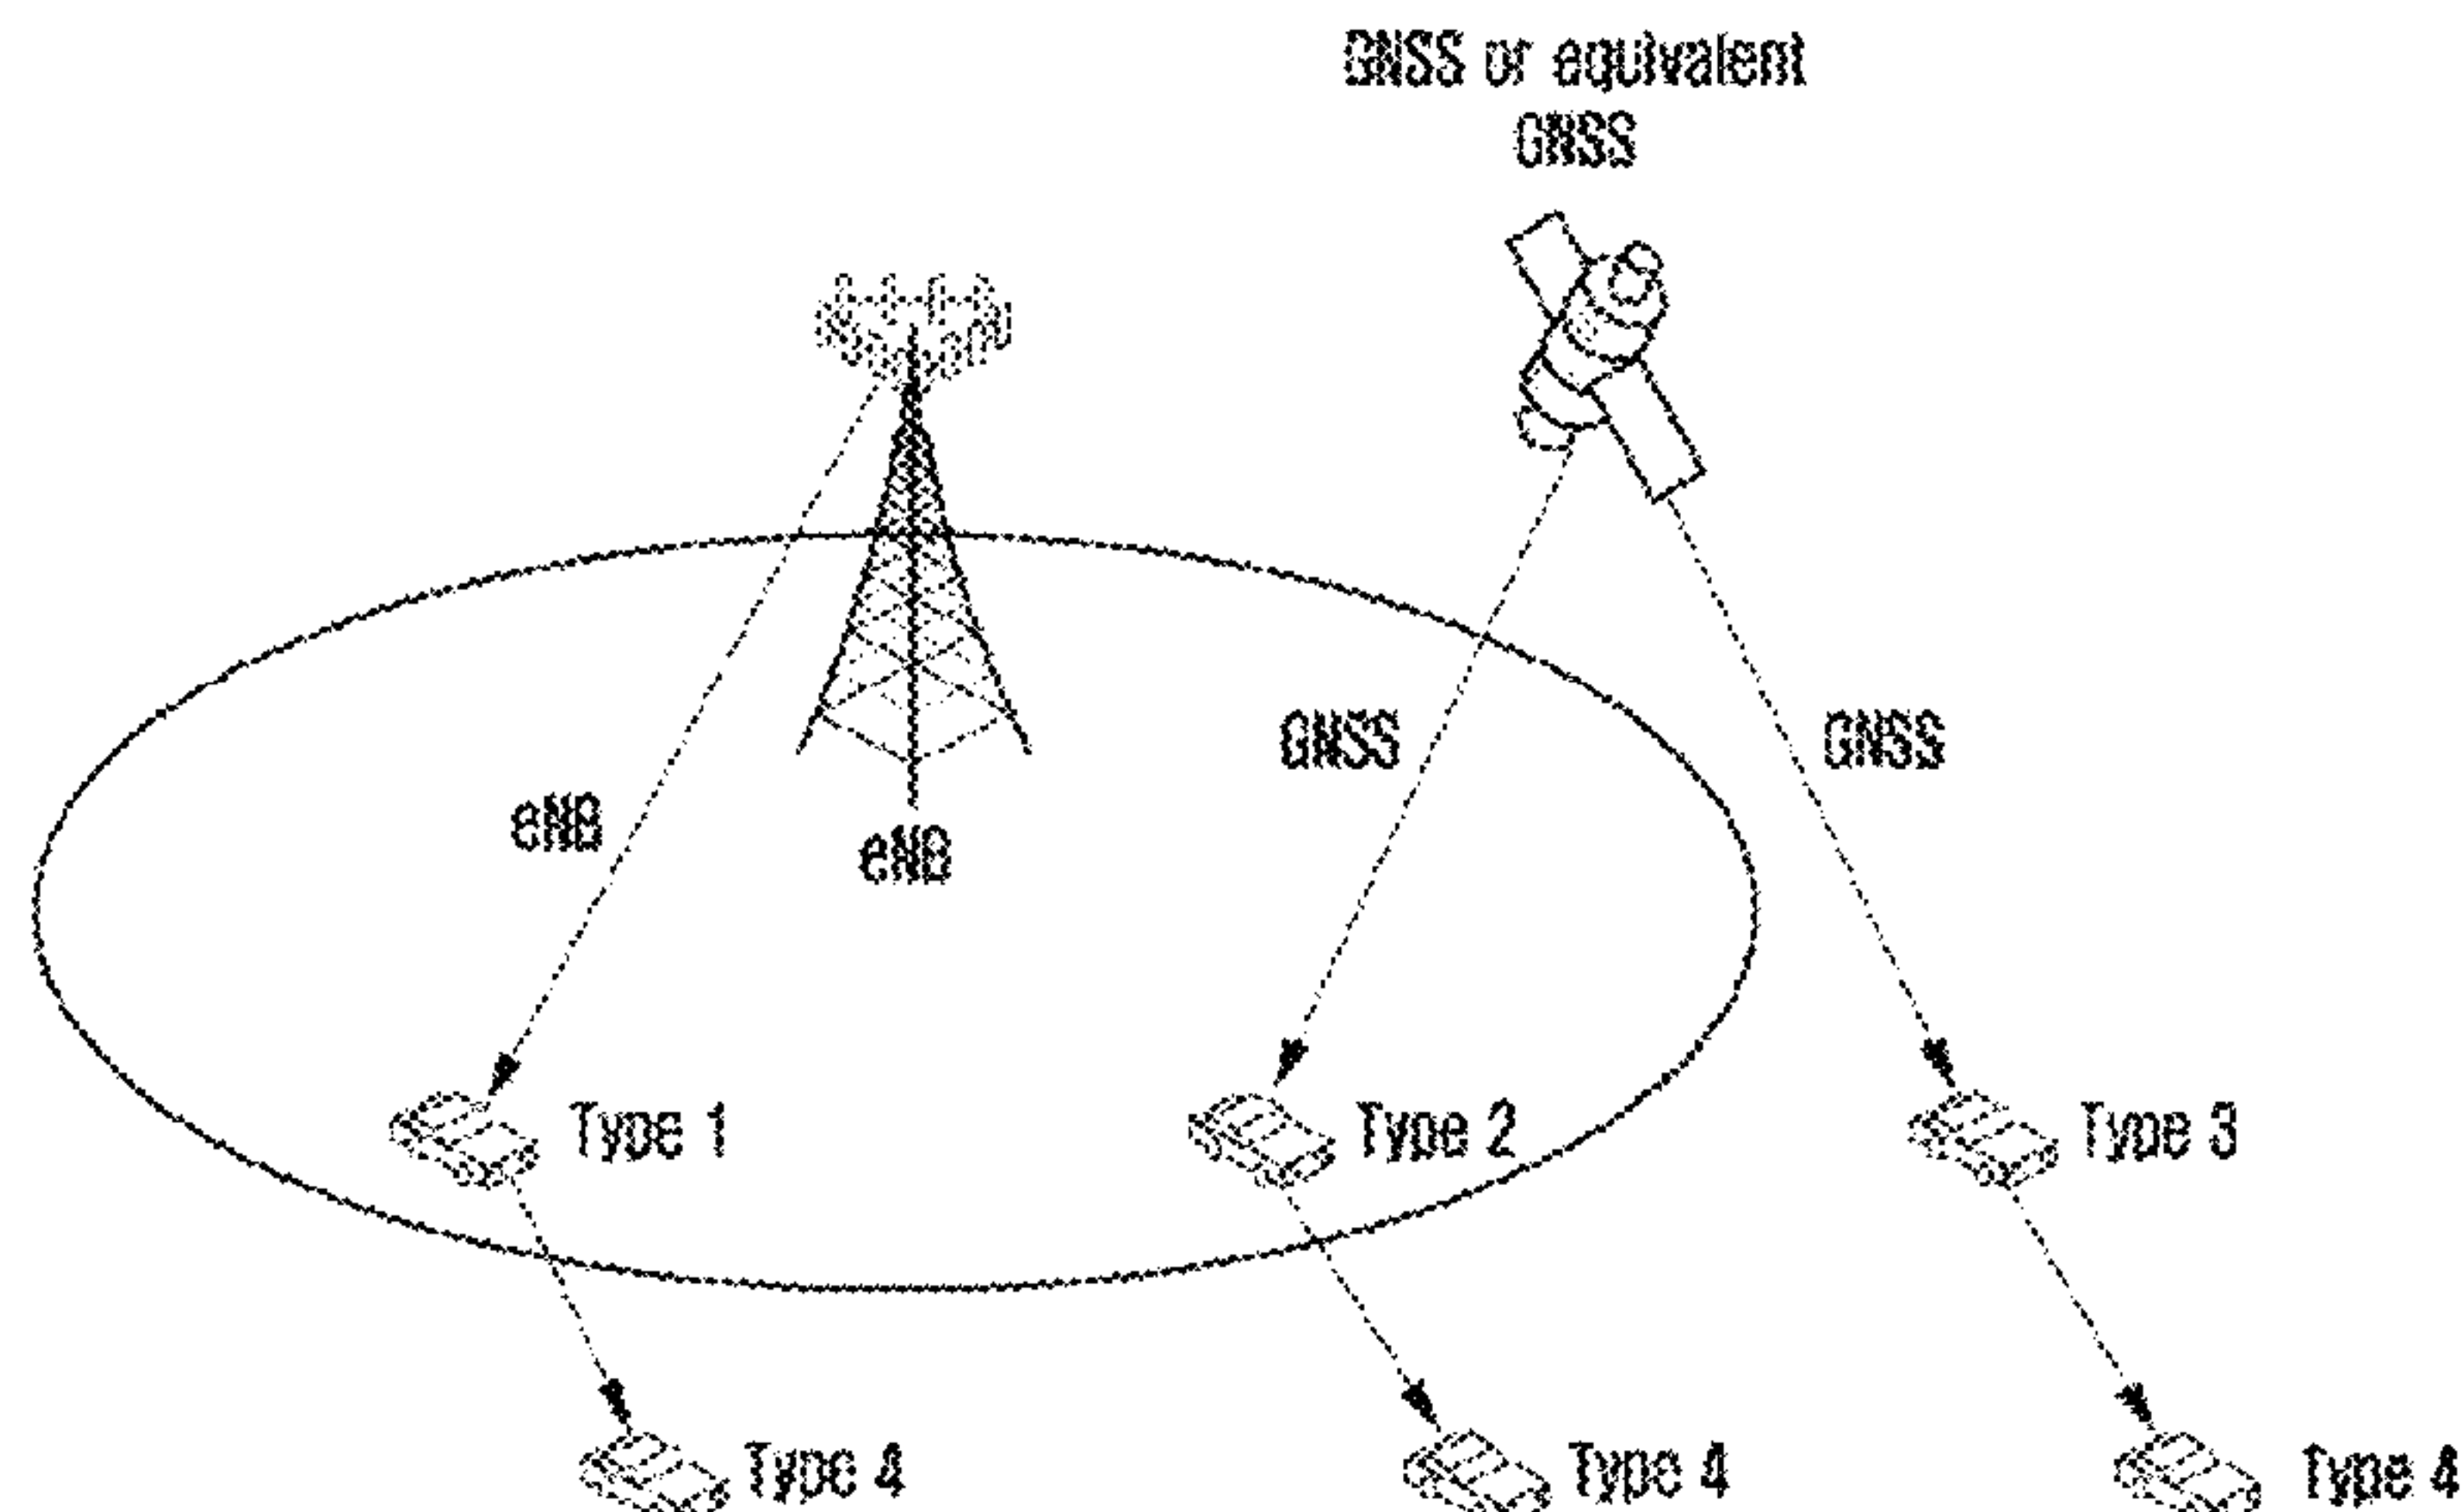 GNSS or equivalent
GNSS
GNSS
GNSS
eNB
eNB
Type 1
Type 2
Type 3
Type 4
Type 4
Type 4